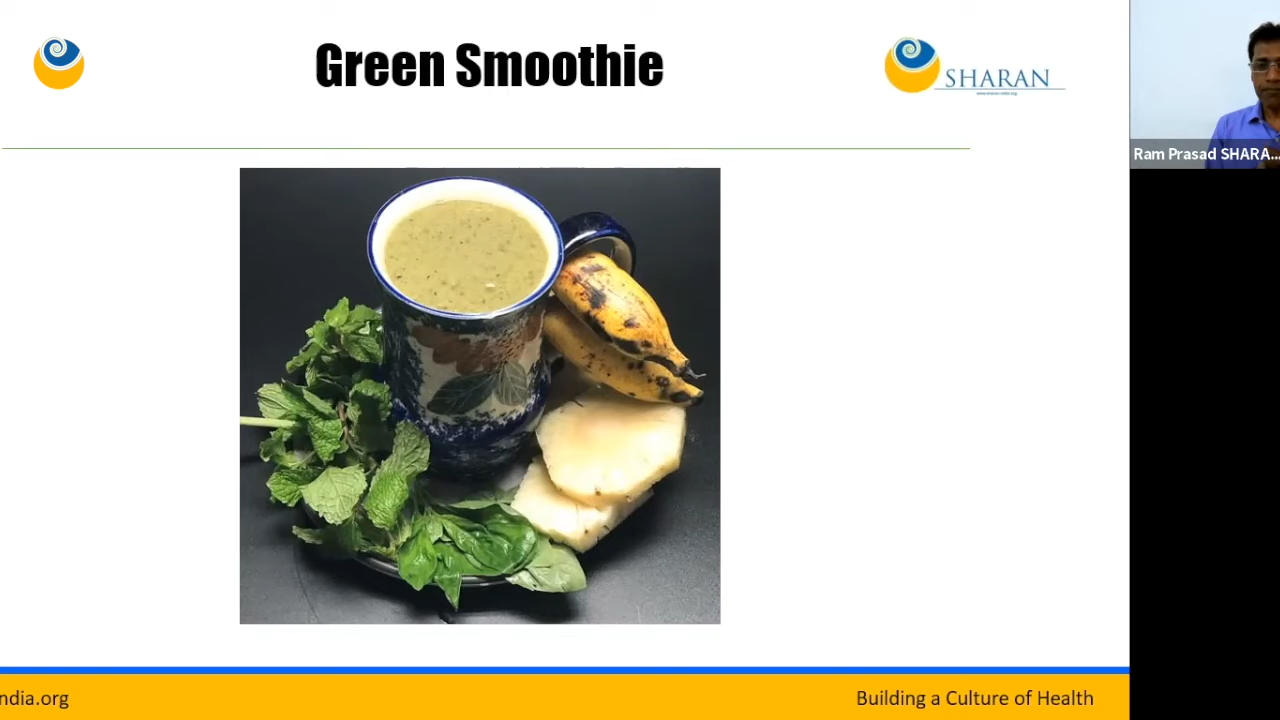 Green Smoothie
SHARAN
Ram Prasad SHARA...
ndia.org
Building a Culture of Health